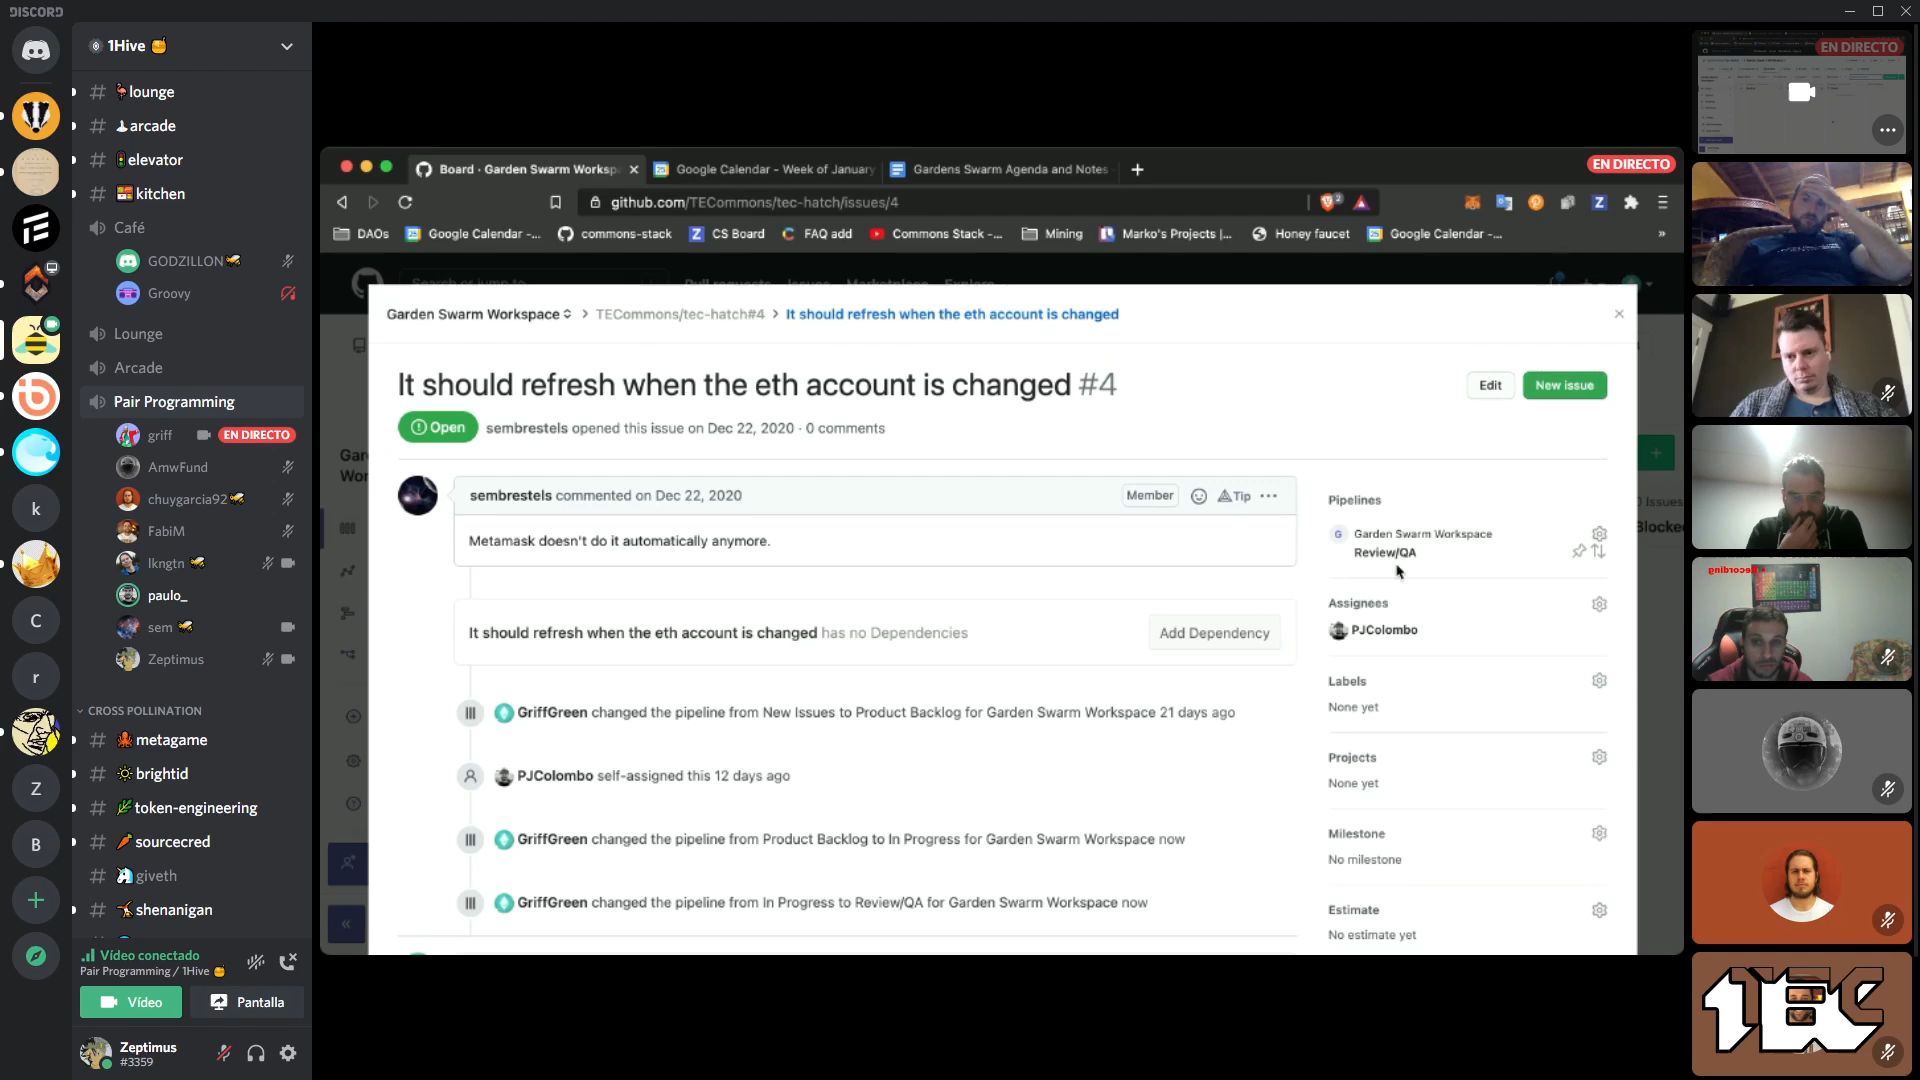 DISCORD
1Hive
lounge
arcade
elevator
kitchen
Café
GODZILLON
Groovy
Lounge
Arcade
Pair Programming
griff EN DIRECTO
AmwFund
chuygarcia92
FabiM
lkngtn
paulo_
sem
Zeptimus
CROSS POLLINATION
metagame
brightid
token-engineering
sourcecred
giveth
shenanigan
k
C
r
Z
B
Vídeo conectado
Pair Programming / 1Hive
Vídeo
Pantalla
Zeptimus
#3359
Board · Garden Swarm Worksp
Google Calendar - Week of January
Gardens Swarm Agenda and Notes
EN DIRECTO
github.com/TECommons/tec-hatch/issues/4
DAOs
Google Calendar -...
commons-stack
CS Board
FAQ add
Commons Stack -...
Mining
Marko's Projects |...
Honey faucet
Google Calendar -...
Garden Swarm Workspace > TECommons/tec-hatch#4 > It should refresh when the eth account is changed
It should refresh when the eth account is changed #4
Edit
New issue
Open
sembrestels opened this issue on Dec 22, 2020 · 0 comments
sembrestels commented on Dec 22, 2020
Member
Tip
Metamask doesn't do it automatically anymore.
It should refresh when the eth account is changed has no Dependencies
Add Dependency
GriffGreen changed the pipeline from New Issues to Product Backlog for Garden Swarm Workspace 21 days ago
PJColombo self-assigned this 12 days ago
GriffGreen changed the pipeline from Product Backlog to In Progress for Garden Swarm Workspace now
GriffGreen changed the pipeline from In Progress to Review/QA for Garden Swarm Workspace now
Pipelines
G Garden Swarm Workspace
Review/QA
Assignees
PJColombo
Labels
None yet
Projects
None yet
Milestone
No milestone
Estimate
No estimate yet
EN DIRECTO
Recording
TEC